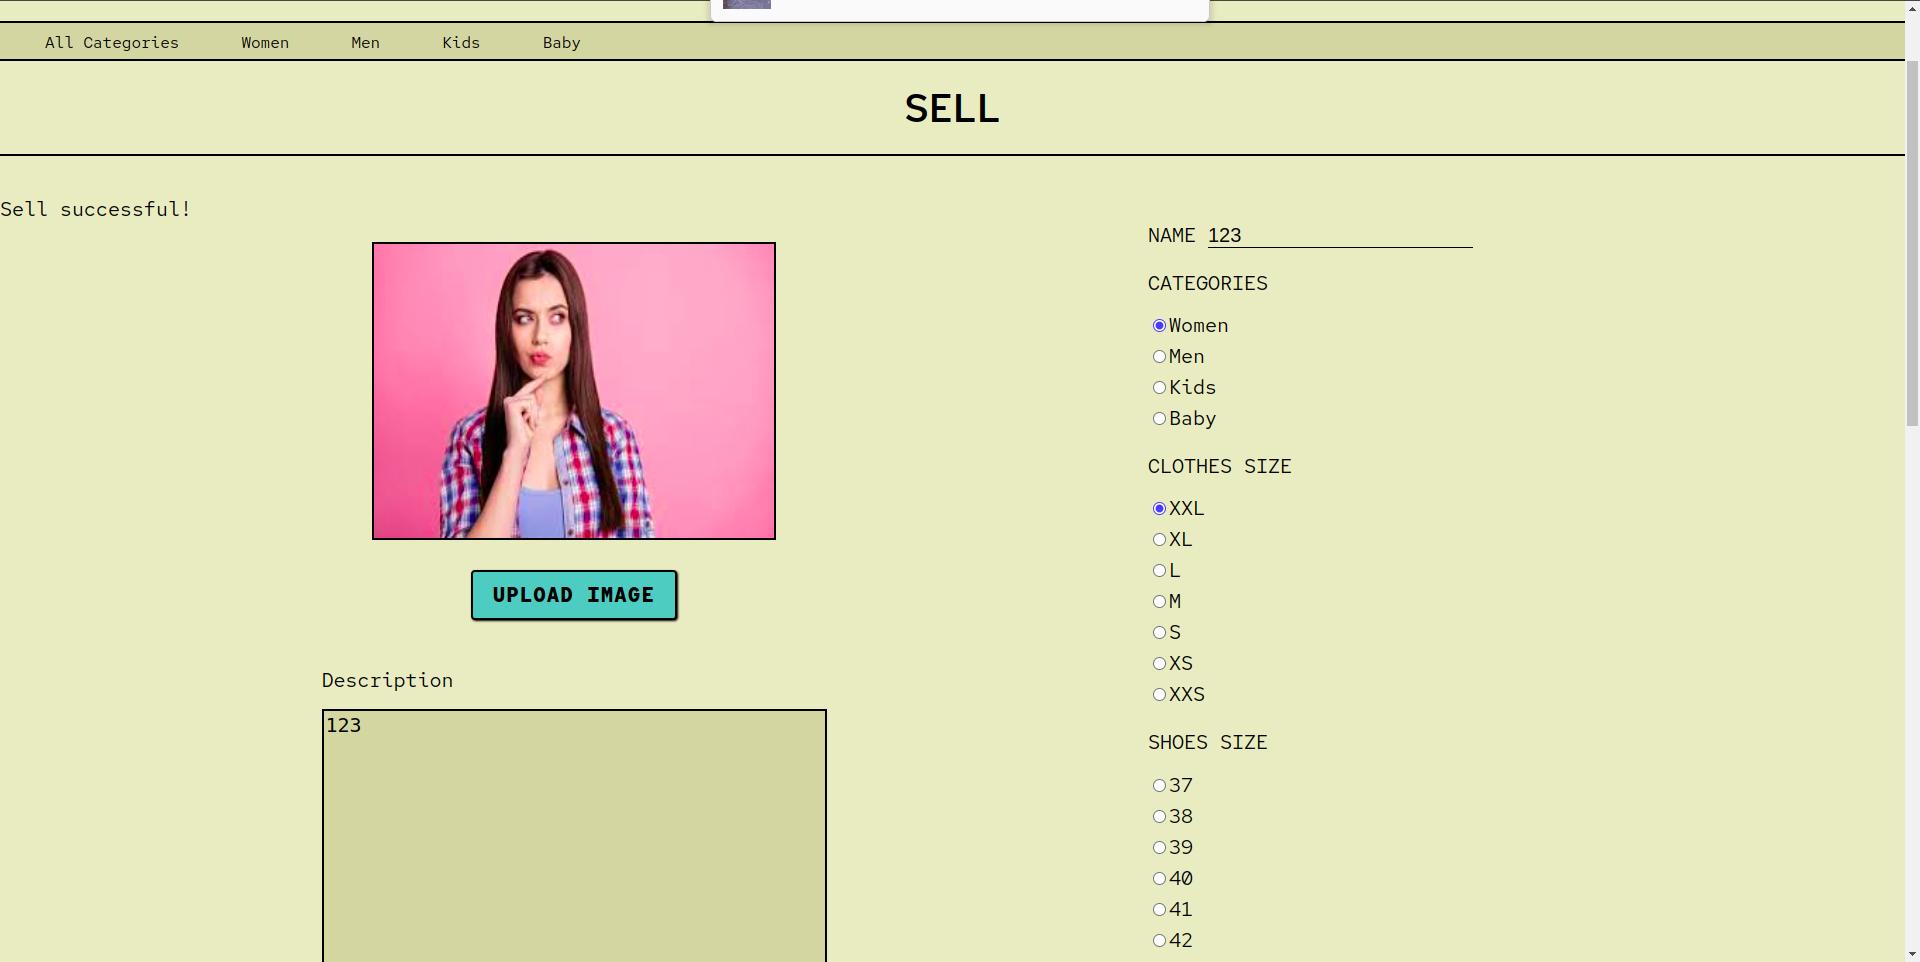 All Categories Women Men Kids Baby
SELL
Sell successful!
UPLOAD IMAGE
Description
123
NAME 123
CATEGORIES
Women
Men
Kids
Baby
CLOTHES SIZE
XXL
XL
L
M
S
XS
XXS
SHOES SIZE
37
38
39
40
41
42